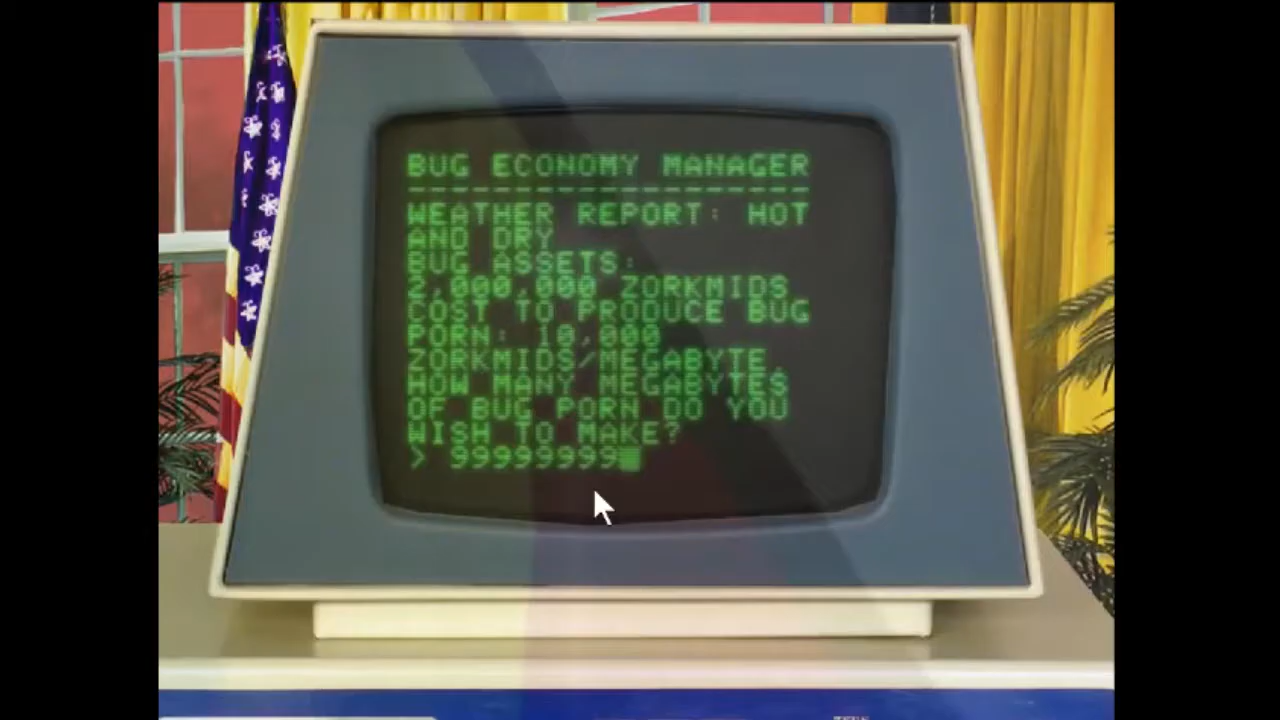 BUG ECONOMY MANAGER
-------------------
WEATHER REPORT: HOT
AND DRY
BUG ASSETS:
2,000,000 ZORKMIDS
COST TO PRODUCE BUG
PORN: 10,000
ZORKMIDS/MEGABYTE.
HOW MANY MEGABYTES
OF BUG PORN DO YOU
WISH TO MAKE?
> 99999999